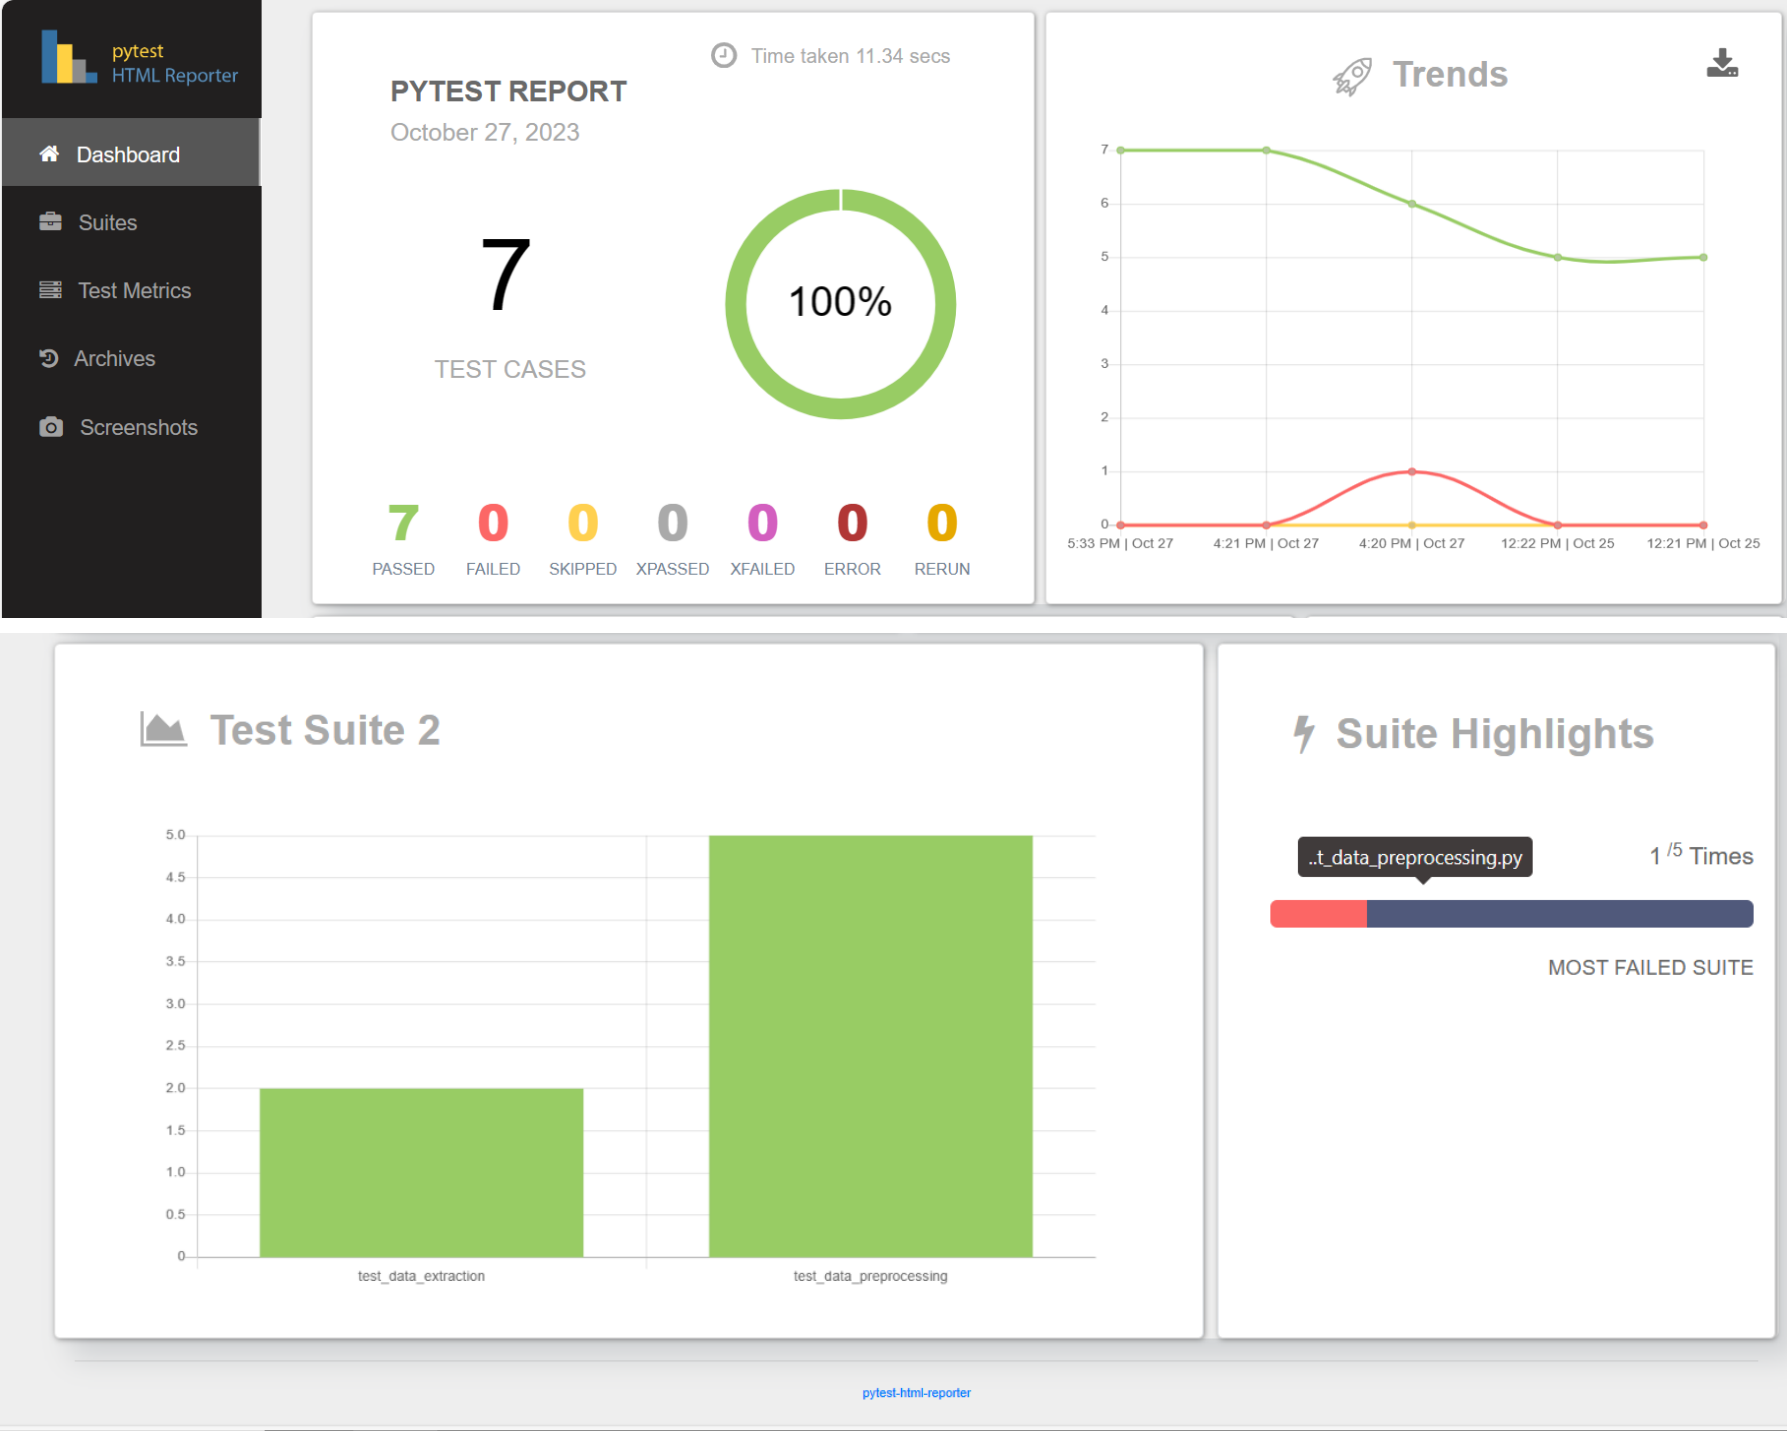 pytest
HTML Reporter
Dashboard
Suites
Test Metrics
Archives
Screenshots
Time taken 11.34 secs
PYTEST REPORT
October 27, 2023
7
TEST CASES
100%
7 0 0 0 0 0 0
PASSED FAILED SKIPPED XPASSED XFAILED ERROR RERUN
Trends
7
6
5
4
3
2
1
0
5:33 PM | Oct 27 4:21 PM | Oct 27 4:20 PM | Oct 27 12:22 PM | Oct 25 12:21 PM | Oct 25
Test Suite 2
5.0
4.5
4.0
3.5
3.0
2.5
2.0
1.5
1.0
0.5
0
test_data_extraction test_data_preprocessing
Suite Highlights
..t_data_preprocessing.py
1 /5 Times
MOST FAILED SUITE
pytest-html-reporter